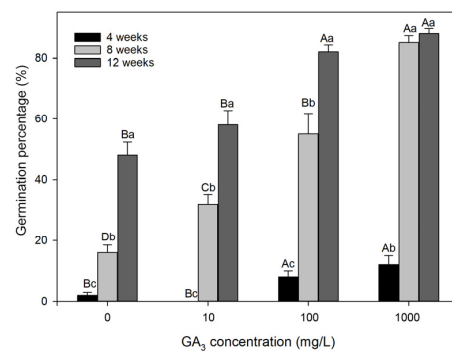 4 weeks
8 weeks
12 weeks
Germination percentage (%)
80
60
40
20
0
Bc
Db
Ba
Bc
Cb
Ba
Ac
Bb
Aa
Ab
Aa
Aa
0
10
100
1000
GA₃ concentration (mg/L)